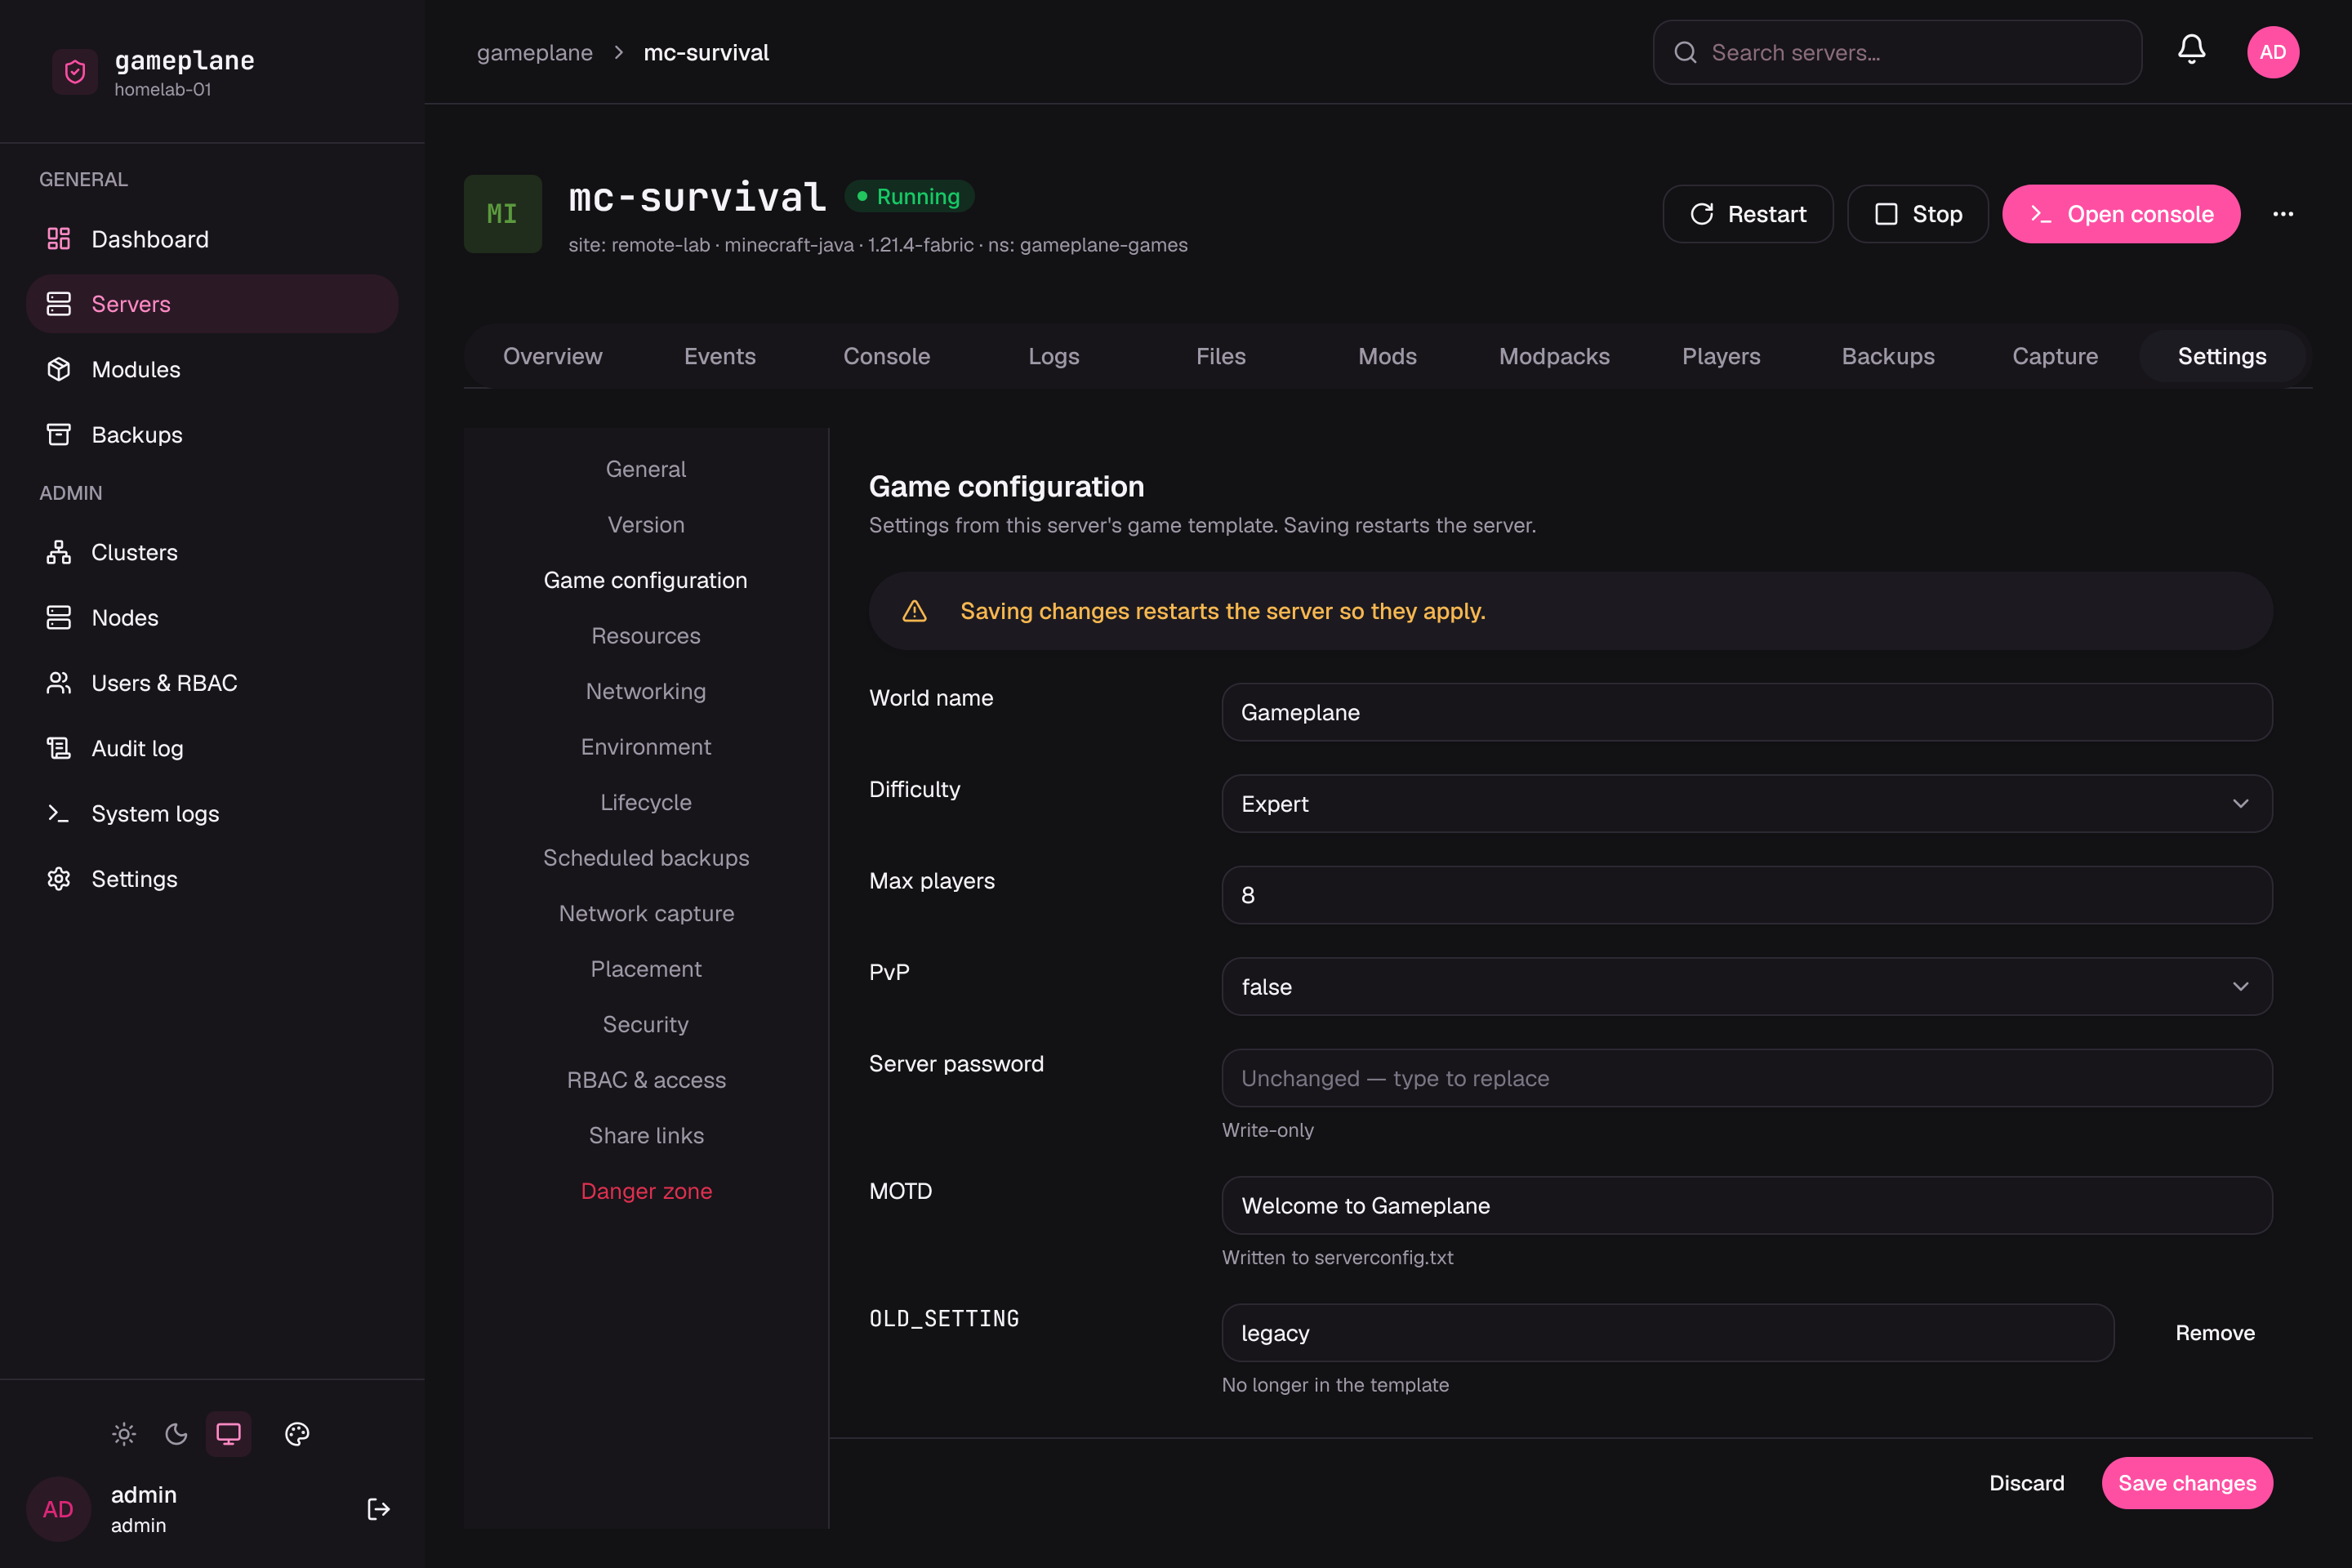 gameplane
homelab-01
GENERAL
Dashboard
Servers
Modules
Backups
ADMIN
Clusters
Nodes
Users & RBAC
Audit log
System logs
Settings
AD
admin
admin
gameplane > mc-survival
Search servers...
AD
MI
mc-survival
Running
site: remote-lab · minecraft-java · 1.21.4-fabric · ns: gameplane-games
Restart
Stop
Open console
Overview
Events
Console
Logs
Files
Mods
Modpacks
Players
Backups
Capture
Settings
General
Version
Game configuration
Resources
Networking
Environment
Lifecycle
Scheduled backups
Network capture
Placement
Security
RBAC & access
Share links
Danger zone
Game configuration
Settings from this server's game template. Saving restarts the server.
Saving changes restarts the server so they apply.
World name
Gameplane
Difficulty
Expert
Max players
8
PvP
false
Server password
Unchanged — type to replace
Write-only
MOTD
Welcome to Gameplane
Written to serverconfig.txt
OLD_SETTING
legacy
Remove
No longer in the template
Discard
Save changes